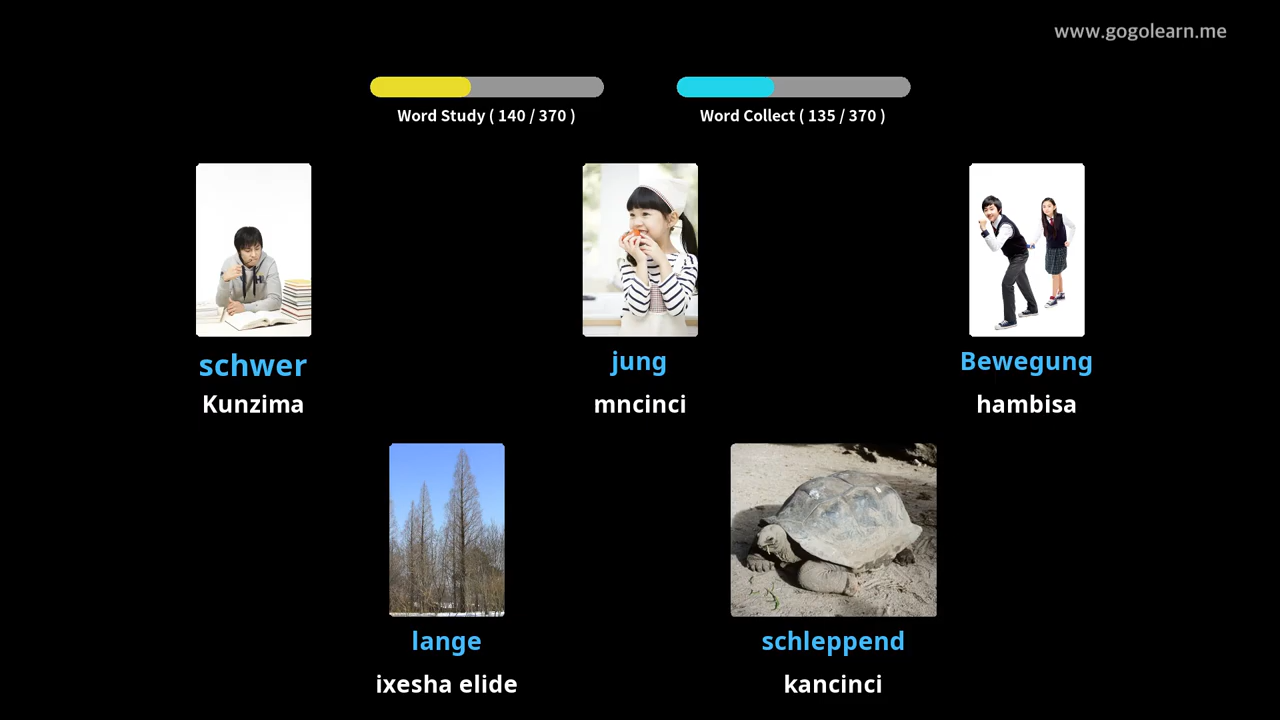 www.gogolearn.me
Word Study ( 140 / 370 )
Word Collect ( 135 / 370 )
schwer
Kunzima
jung
mncinci
Bewegung
hambisa
lange
ixesha elide
schleppend
kancinci